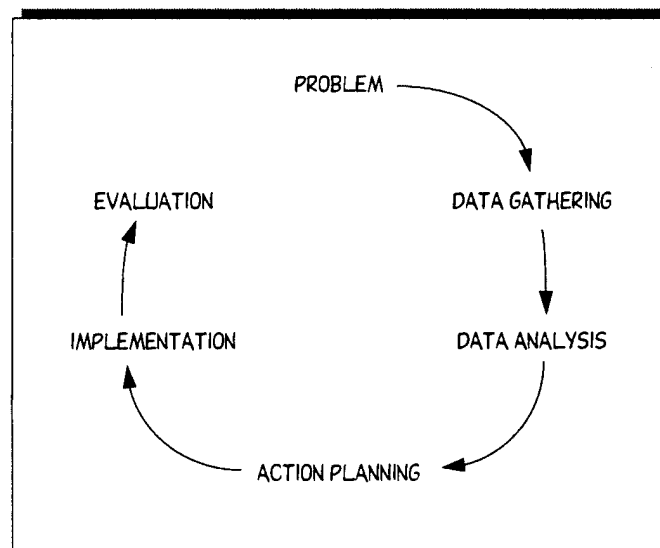 PROBLEM
EVALUATION
DATA GATHERING
IMPLEMENTATION
DATA ANALYSIS
ACTION PLANNING